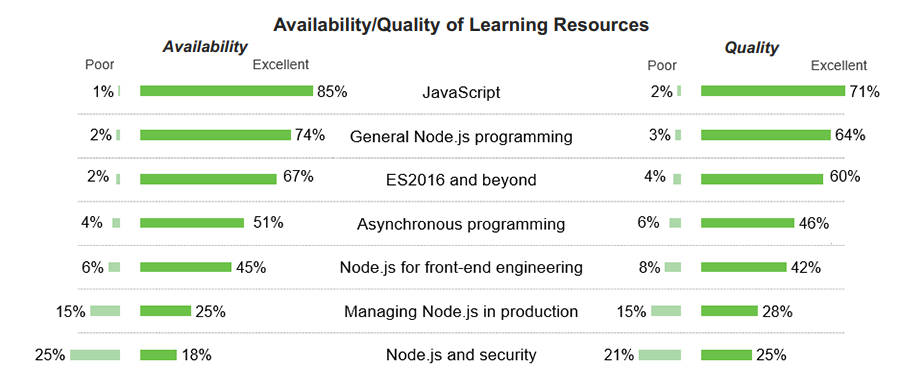 Availability/Quality of Learning Resources
Availability Quality
Poor Excellent Poor Excellent
1% 85% JavaScript 2% 71%
2% 74% General Node.js programming 3% 64%
2% 67% ES2016 and beyond 4% 60%
4% 51% Asynchronous programming 6% 46%
6% 45% Node.js for front-end engineering 8% 42%
15% 25% Managing Node.js in production 15% 28%
25% 18% Node.js and security 21% 25%